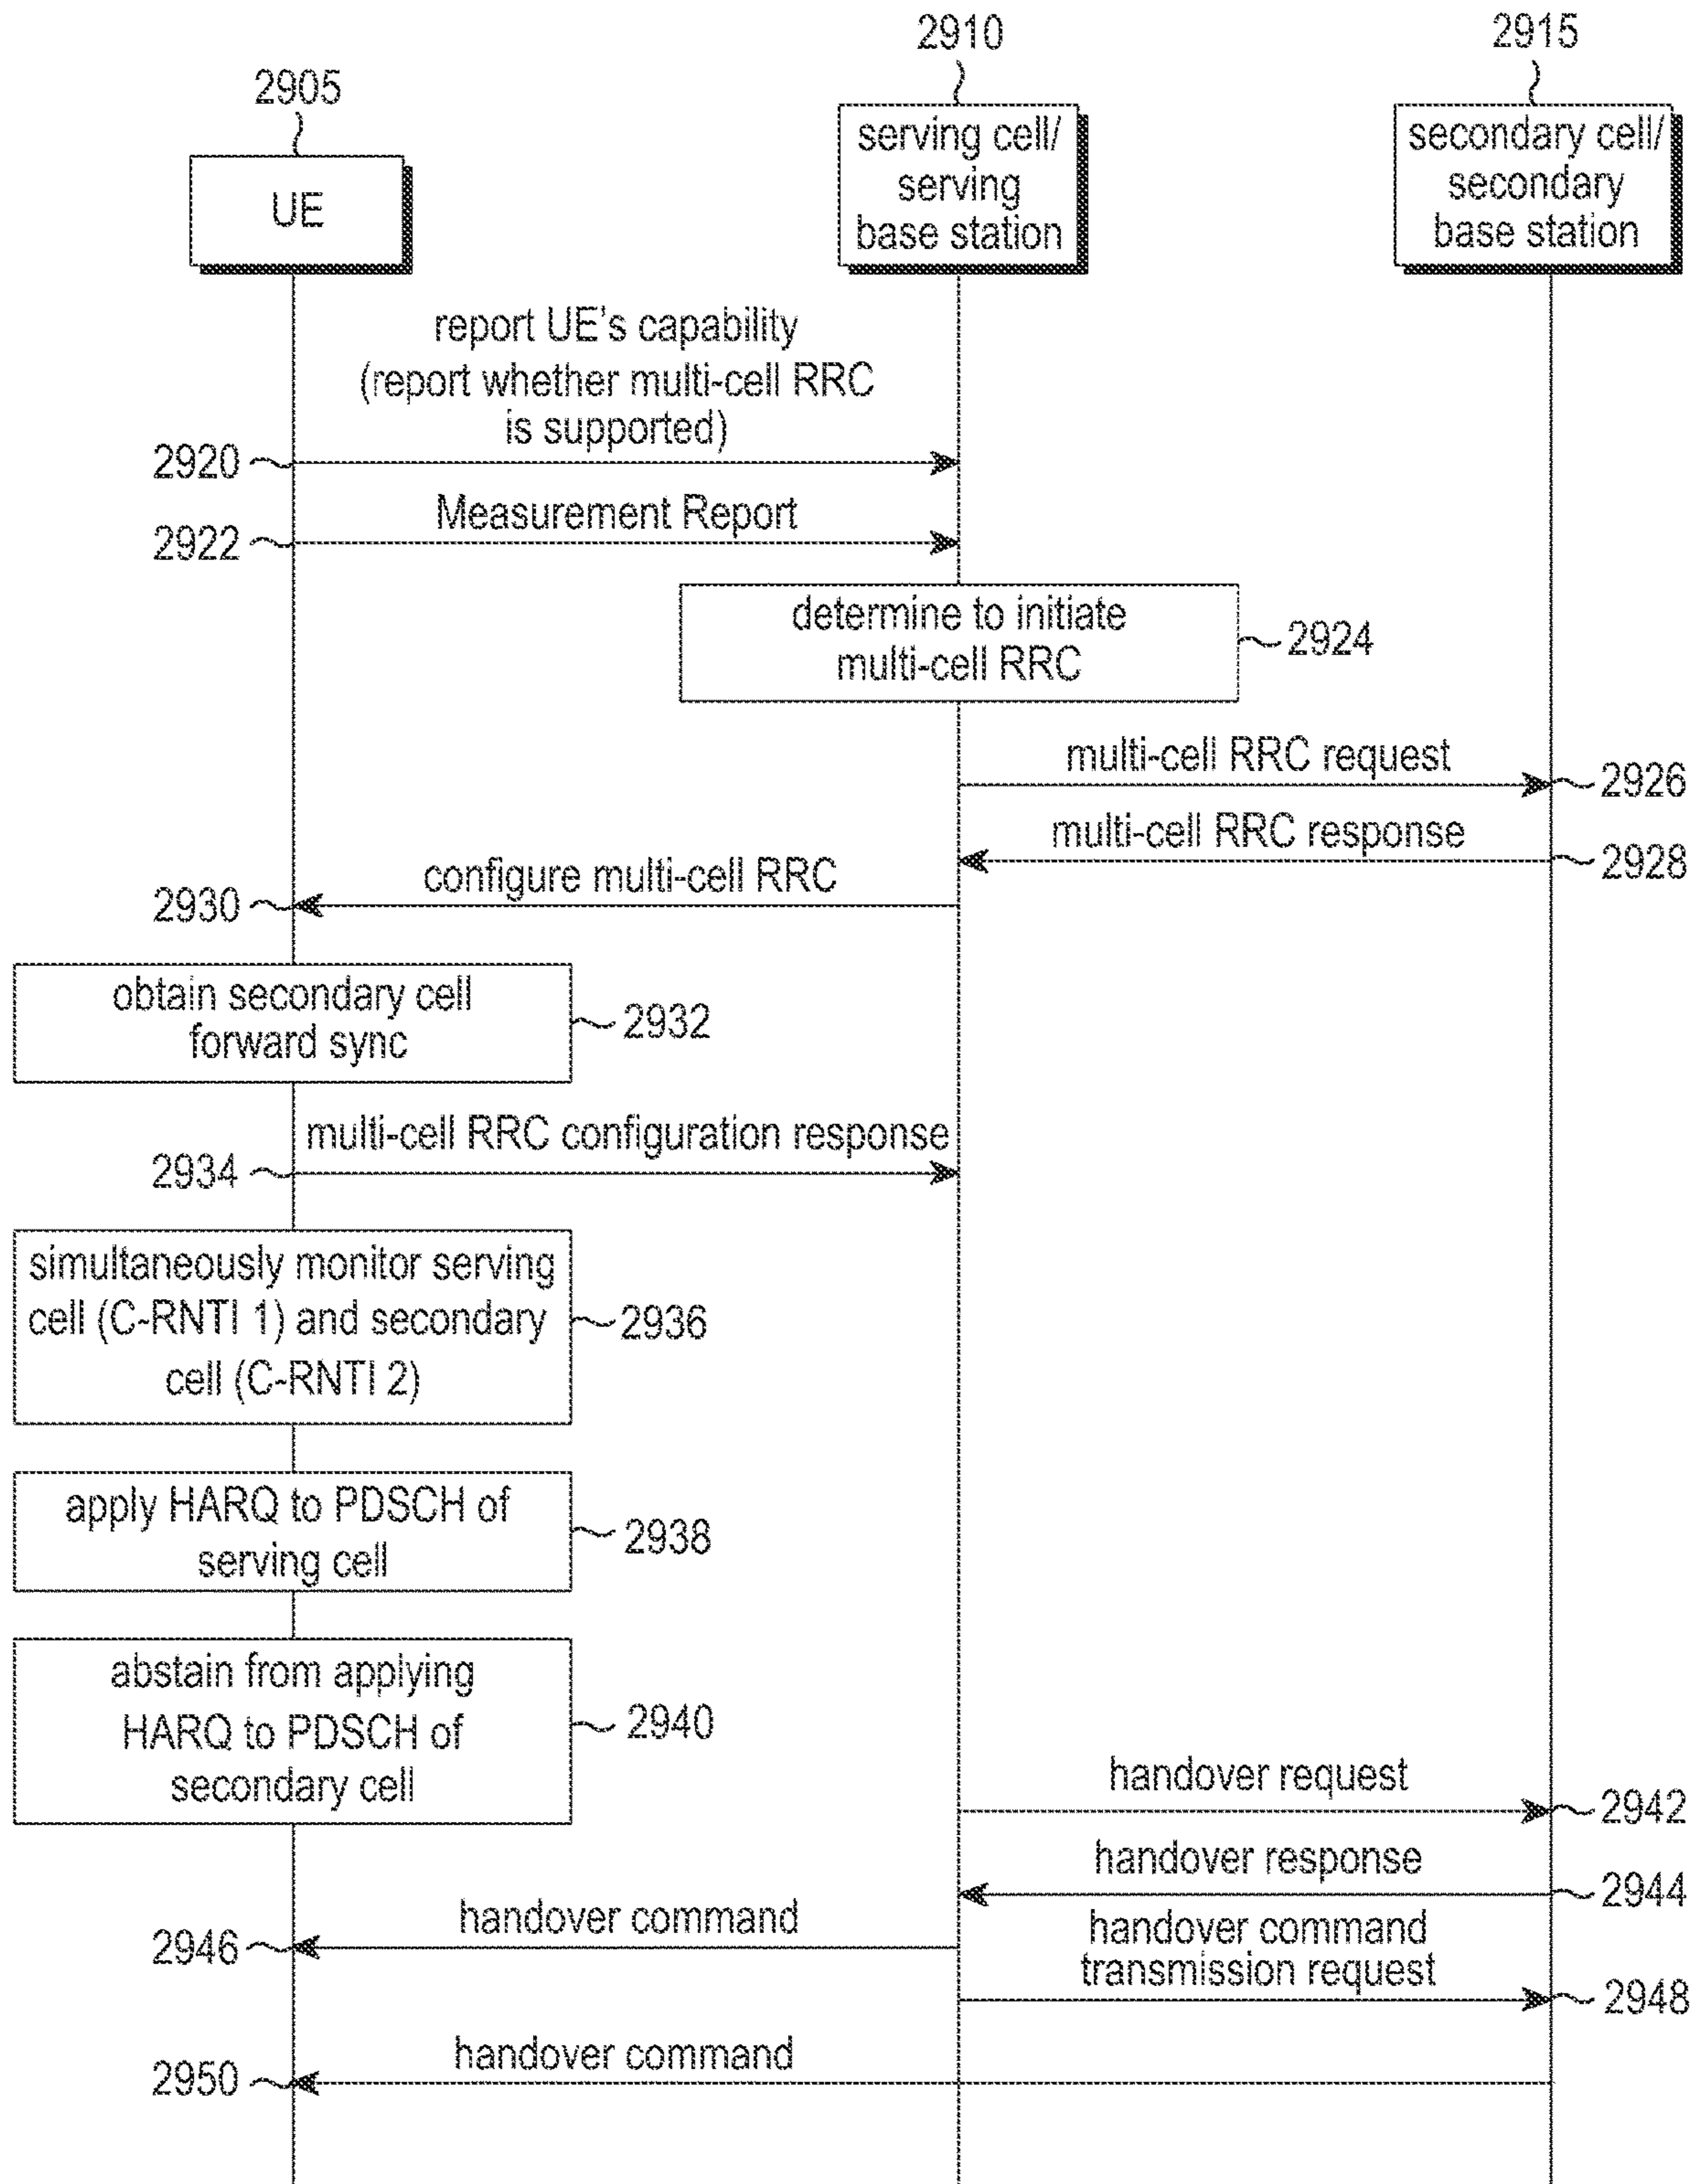 2910
2915
2905
serving cell/
serving
base station
secondary cell/
secondary
base station
UE
report UE's capability
(report whether multi-cell RRC
is supported)
2920
Measurement Report
2922
determine to initiate
multi-cell RRC
2924
multi-cell RRC request
2926
multi-cell RRC response
2928
configure multi-cell RRC
2930
obtain secondary cell
forward sync
2932
multi-cell RRC configuration response
2934
simultaneously monitor serving
cell (C-RNTI 1) and secondary
cell (C-RNTI 2)
2936
apply HARQ to PDSCH of
serving cell
2938
abstain from applying
HARQ to PDSCH of
secondary cell
2940
handover request
2942
handover response
2944
handover command
2946
handover command
transmission request
2948
handover command
2950